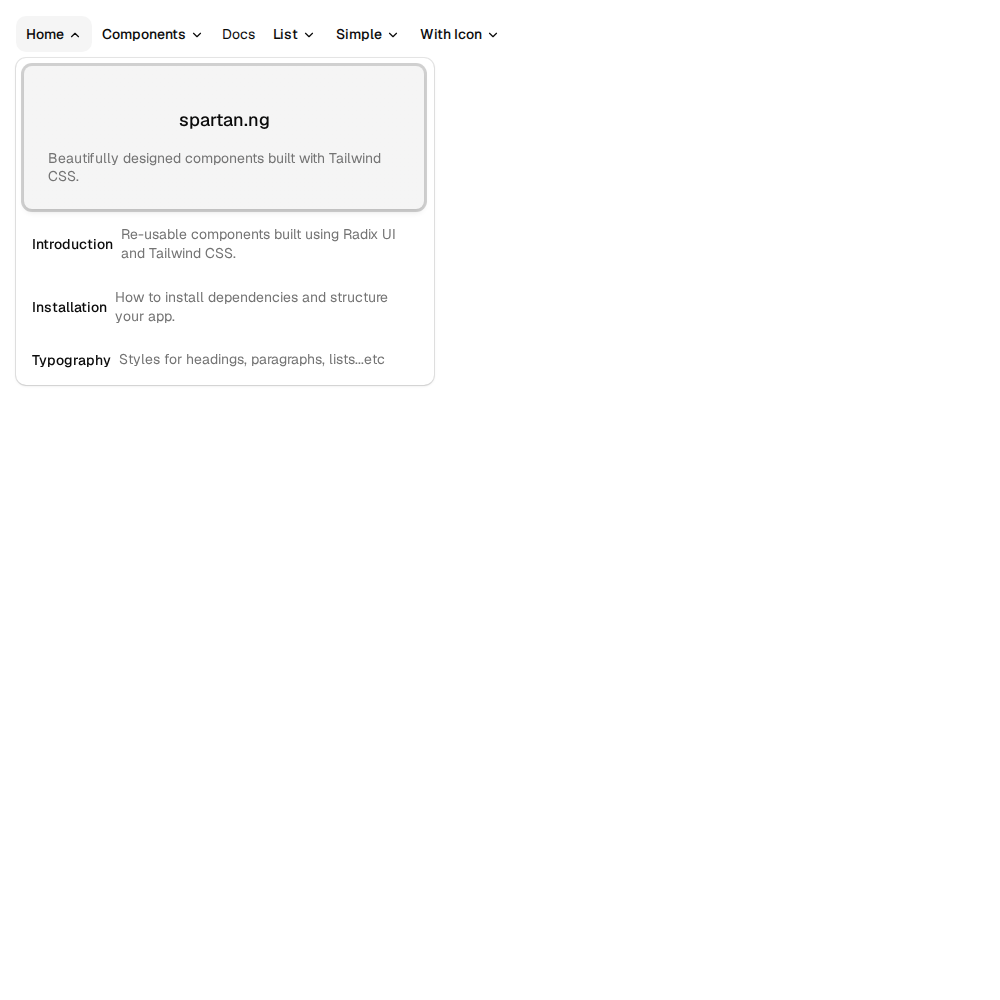 Home Components Docs List Simple With Icon
spartan.ng
Beautifully designed components built with Tailwind
CSS.
Introduction Re-usable components built using Radix UI
and Tailwind CSS.
Installation How to install dependencies and structure
your app.
Typography Styles for headings, paragraphs, lists...etc